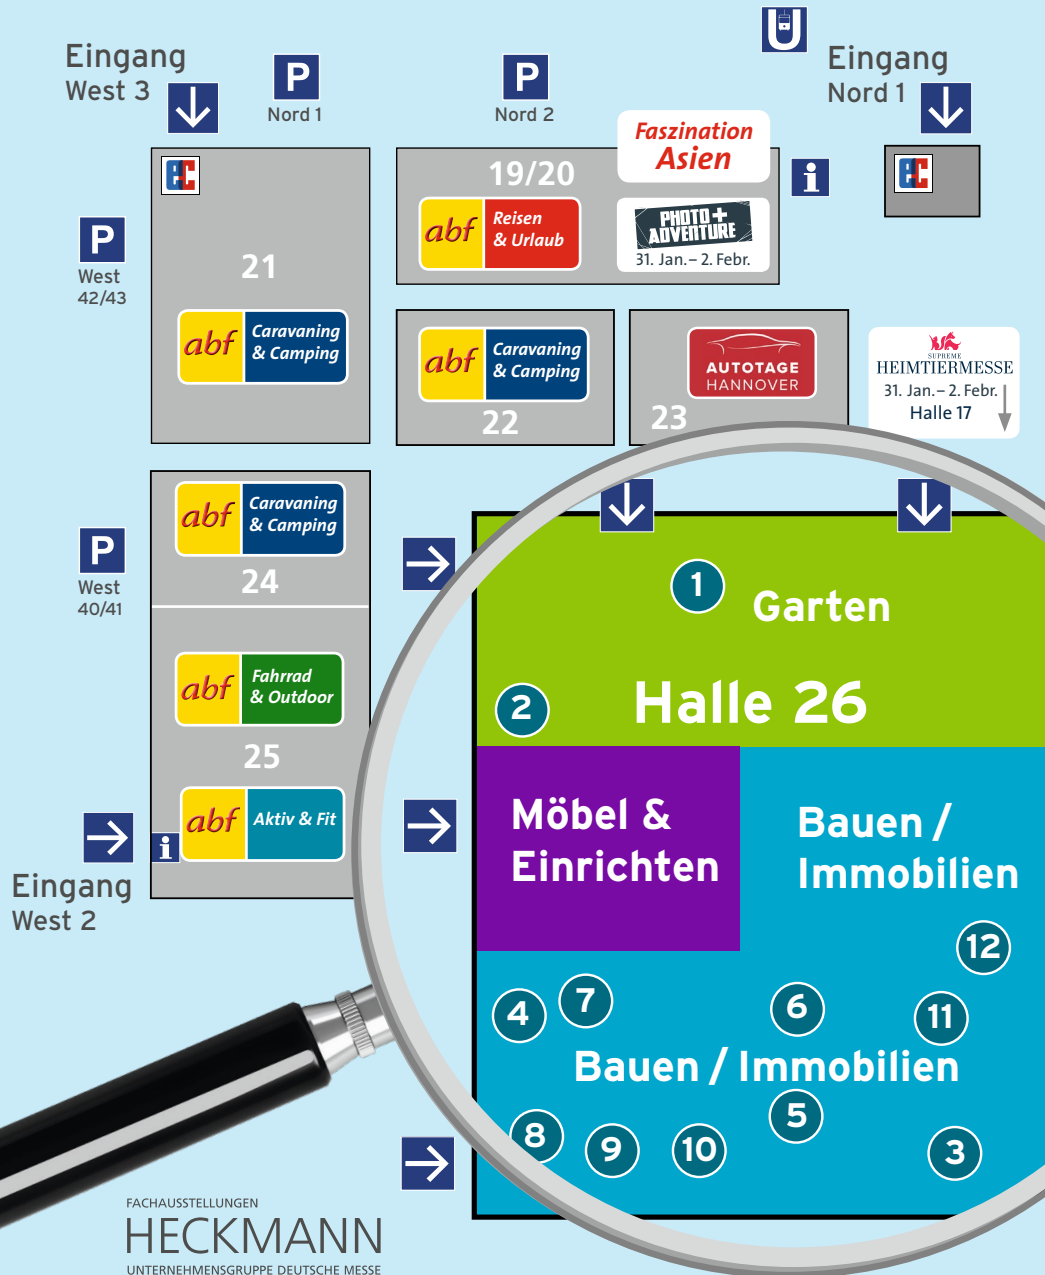 Eingang
West 3
P
Nord 1
P
Nord 2
U
Eingang
Nord 1
ec
19/20
Faszination
Asien
i
ec
abf Reisen
& Urlaub
PHOTO+
ADVENTURE
31. Jan.– 2. Febr.
P
West
42/43
21
abf Caravaning
& Camping
abf Caravaning
& Camping
22
AUTOTAGE
HANNOVER
23
SUPREME
HEIMTIERMESSE
31. Jan.– 2. Febr.
Halle 17
abf Caravaning
& Camping
24
P
West
40/41
abf Fahrrad
& Outdoor
25
abf Aktiv & Fit
i
Eingang
West 2
1
Garten
2
Halle 26
Möbel &
Einrichten
Bauen /
Immobilien
12
4
7
6
11
Bauen / Immobilien
5
8
9
10
3
FACHAUSSTELLUNGEN
HECKMANN
UNTERNEHMENSGRUPPE DEUTSCHE MESSE